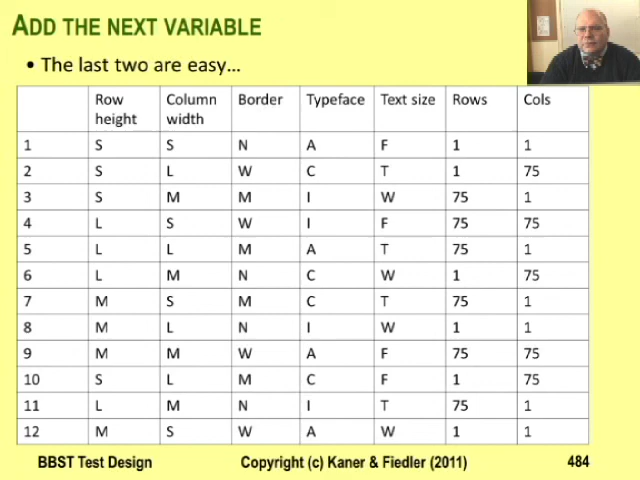 ADD THE NEXT VARIABLE
• The last two are easy…
Row height Column width Border Typeface Text size Rows Cols
1 S S N A F 1 1
2 S L W C T 1 75
3 S M M I W 75 1
4 L S W I F 75 75
5 L L M A T 75 1
6 L M N C W 1 75
7 M S M C T 75 1
8 M L N I W 1 1
9 M M W A F 75 75
10 S L M C F 1 75
11 L M N I T 75 1
12 M S W A W 1 1
BBST Test Design Copyright (c) Kaner & Fiedler (2011) 484